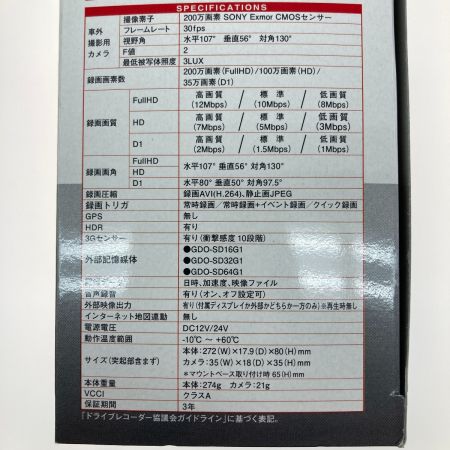 SPECIFICATIONS
車外撮影用カメラ 撮像素子 200万画素 SONY Exmor CMOSセンサー
フレームレート 30fps
視野角 水平107° 垂直56° 対角130°
F値 2
最低被写体照度 3LUX
録画画素数 200万画素(FullHD)/100万画素(HD)/
35万画素(D1)
録画画質 FullHD 高画質 / 標準 / 低画質
(12Mbps) (10Mbps) (8Mbps)
HD 高画質 / 標準 / 低画質
(7Mbps) (5Mbps) (3Mbps)
D1 高画質 / 標準 / 低画質
(2Mbps) (1.5Mbps) (1Mbps)
録画画角 FullHD 水平107° 垂直56° 対角130°
HD
D1 水平80° 垂直50° 対角97.5°
録画圧縮 録画AVI(H.264)、静止画JPEG
録画トリガ 常時録画/常時録画+イベント録画/クイック録画
GPS 無し
HDR 有り
3Gセンサー 有り(衝撃感度10段階)
外部記憶媒体 ●GDO-SD16G1
●GDO-SD32G1
●GDO-SD64G1
日時、加速度、映像ファイル
音声録音 有り(オン、オフ設定可)
外部映像出力 有り(付属ディスプレイか外部かどちらか一方のみ)※再生時無し
インターネット地図連動 無し
電源電圧 DC12V/24V
動作温度範囲 -10℃ ~ +60℃
サイズ(突起部含まず) 本体:272(W)×17.9(D)×80(H)mm
カメラ:35(W)×18(D)×35(H)mm
*マウントベース取り付け時65(H)mm
本体重量 本体:274g カメラ:21g
VCCI クラスA
保証期間 3年
「ドライブレコーダー協議会ガイドライン」に基づく表記。